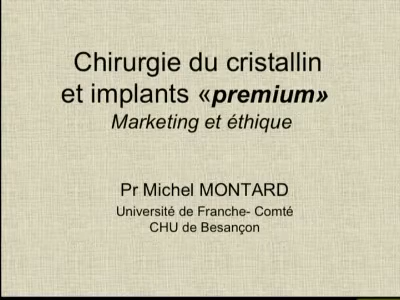 Chirurgie du cristallin
et implants «premium»
Marketing et éthique
Pr Michel MONTARD
Université de Franche- Comté
CHU de Besançon